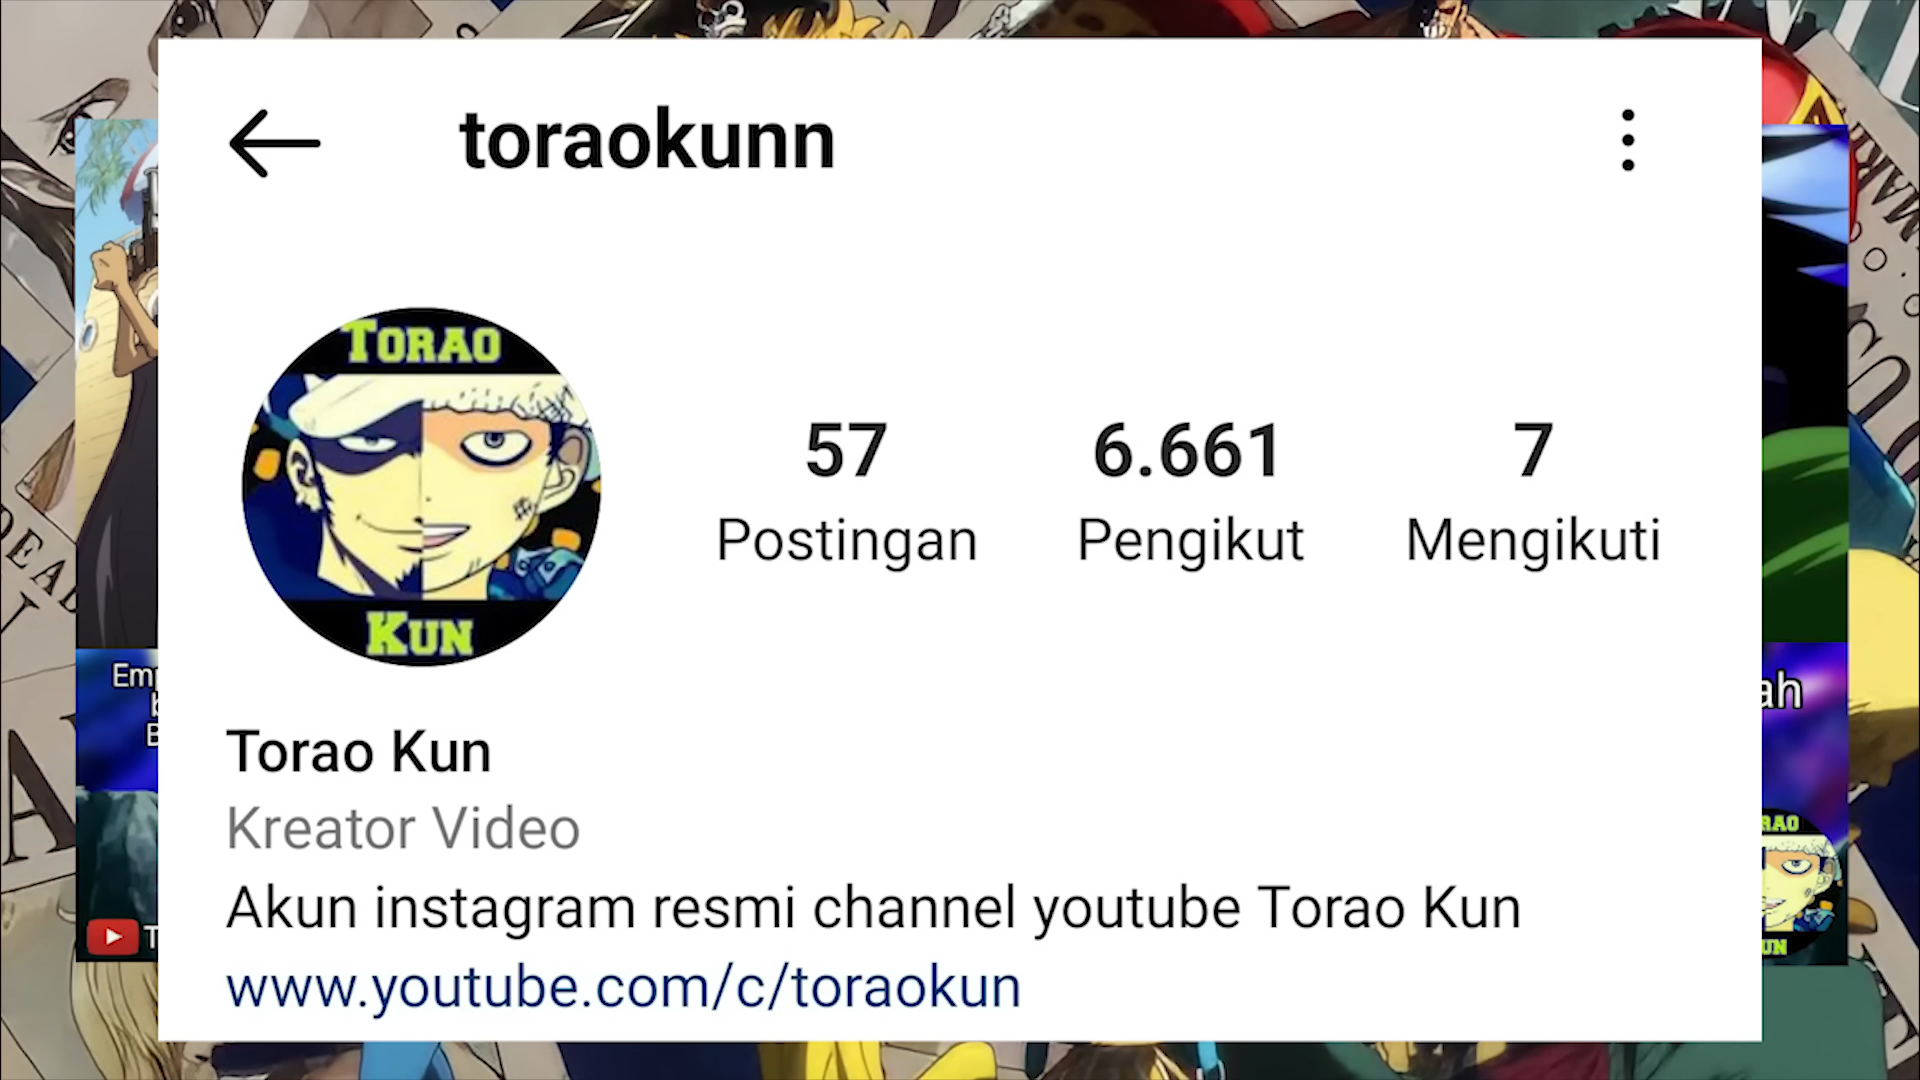 toraokunn
TORAO
KUN
57
Postingan
6.661
Pengikut
7
Mengikuti
Torao Kun
Kreator Video
Akun instagram resmi channel youtube Torao Kun
www.youtube.com/c/toraokun